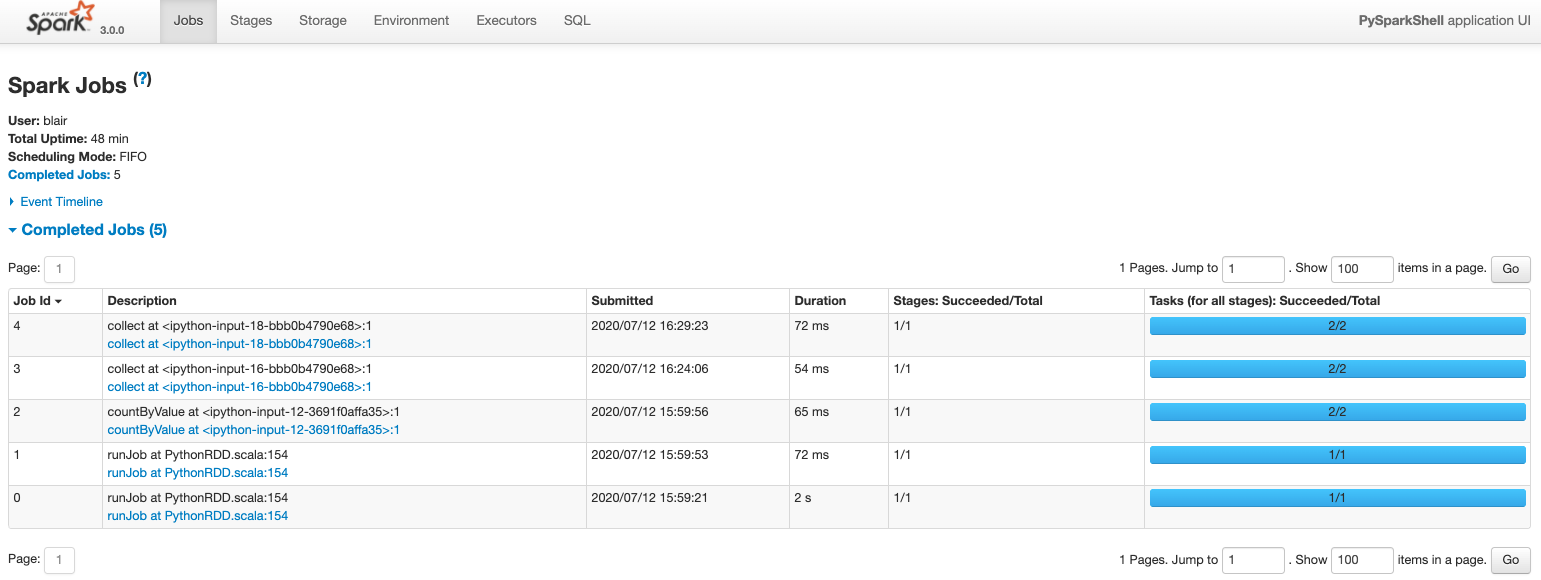 APACHE
Spark 3.0.0 Jobs Stages Storage Environment Executors SQL PySparkShell application UI
Spark Jobs (?)
User: blair
Total Uptime: 48 min
Scheduling Mode: FIFO
Completed Jobs: 5
Event Timeline
Completed Jobs (5)
Page: 1 1 Pages. Jump to 1 . Show 100 items in a page. Go
Job Id Description Submitted Duration Stages: Succeeded/Total Tasks (for all stages): Succeeded/Total
4 collect at <ipython-input-18-bbb0b4790e68>:1 2020/07/12 16:29:23 72 ms 1/1 2/2
collect at <ipython-input-18-bbb0b4790e68>:1
3 collect at <ipython-input-16-bbb0b4790e68>:1 2020/07/12 16:24:06 54 ms 1/1 2/2
collect at <ipython-input-16-bbb0b4790e68>:1
2 countByValue at <ipython-input-12-3691f0affa35>:1 2020/07/12 15:59:56 65 ms 1/1 2/2
countByValue at <ipython-input-12-3691f0affa35>:1
1 runJob at PythonRDD.scala:154 2020/07/12 15:59:53 72 ms 1/1 1/1
runJob at PythonRDD.scala:154
0 runJob at PythonRDD.scala:154 2020/07/12 15:59:21 2 s 1/1 1/1
runJob at PythonRDD.scala:154
Page: 1 1 Pages. Jump to 1 . Show 100 items in a page. Go